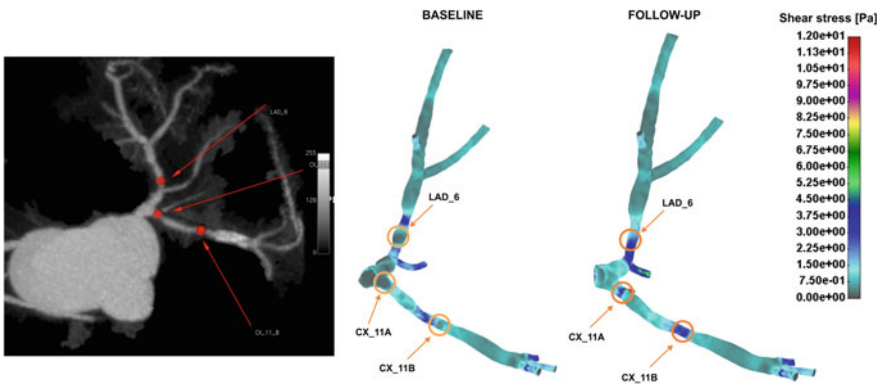 BASELINE
FOLLOW-UP
Shear stress [Pa]
1.20e+01
1.13e+01
1.05e+01
9.75e+00
9.00e+00
8.25e+00
7.50e+00
6.75e+00
6.00e+00
5.25e+00
4.50e+00
3.75e+00
3.00e+00
2.25e+00
1.50e+00
7.50e-01
0.00e+00
LAD_6
255
128
0
LAD_6
CX_11A
CX_11B
LAD_6
CX_11A
CX_11B